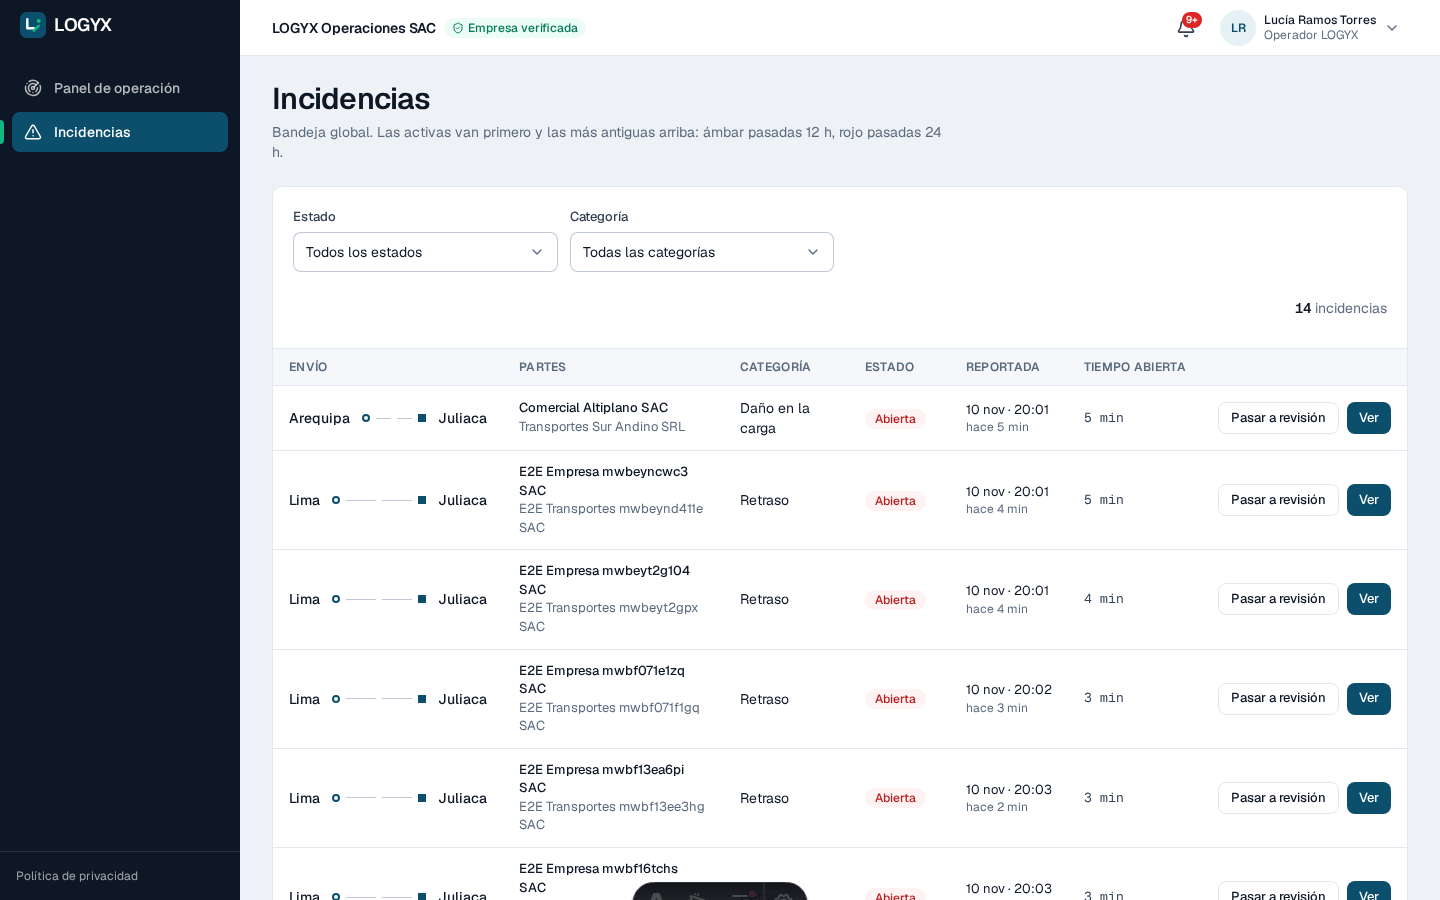 LOGYX
LOGYX Operaciones SAC
Empresa verificada
9+
LR
Lucía Ramos Torres
Operador LOGYX
Panel de operación
Incidencias
Política de privacidad
Incidencias
Bandeja global. Las activas van primero y las más antiguas arriba: ámbar pasadas 12 h, rojo pasadas 24
h.
Estado
Categoría
Todos los estados
Todas las categorías
14 incidencias
ENVÍO PARTES CATEGORÍA ESTADO REPORTADA TIEMPO ABIERTA
Arequipa Juliaca
Comercial Altiplano SAC
Transportes Sur Andino SRL
Daño en la
carga
Abierta
10 nov · 20:01
hace 5 min
5 min
Pasar a revisión
Ver
Lima Juliaca
E2E Empresa mwbeyncwc3
SAC
E2E Transportes mwbeynd411e
SAC
Retraso
Abierta
10 nov · 20:01
hace 4 min
5 min
Pasar a revisión
Ver
Lima Juliaca
E2E Empresa mwbeyt2g104
SAC
E2E Transportes mwbeyt2gpx
SAC
Retraso
Abierta
10 nov · 20:01
hace 4 min
4 min
Pasar a revisión
Ver
Lima Juliaca
E2E Empresa mwbf071e1zq
SAC
E2E Transportes mwbf071f1gq
SAC
Retraso
Abierta
10 nov · 20:02
hace 3 min
3 min
Pasar a revisión
Ver
Lima Juliaca
E2E Empresa mwbf13ea6pi
SAC
E2E Transportes mwbf13ee3hg
SAC
Retraso
Abierta
10 nov · 20:03
hace 2 min
3 min
Pasar a revisión
Ver
Lima Juliaca
E2E Empresa mwbf16tchs
SAC
Abierta
10 nov · 20:03
3 min
Pasar a revisión
Ver